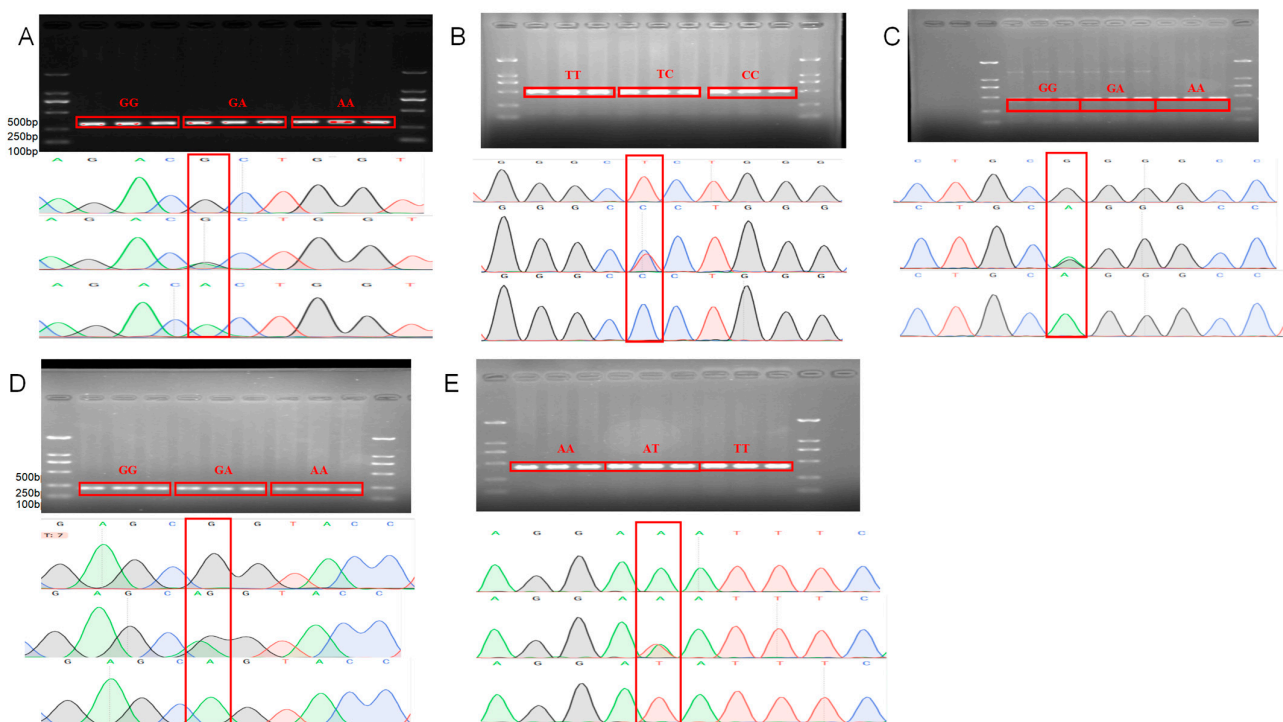 A
GG GA AA
500bp
250bp
100bp
A G A C G C T G G T
A G A C G C T G G T
A G A C A C T G G T
B
TT TC CC
G G G C T C T G G G
G G G C C C T G G G
G G G C C C T G G G
C
GG GA AA
C T G C G G G G C C
C T G C A G G G C C
C T G C A G G G C C
D
GG GA AA
500b
250b
100b
G A G C G G T A C C
T: 7
G A G C A G G T A C C
G A G C A G T A C C
E
AA AT TT
A G G A A A T T T C
A G G A A A T T T C
A G G A T A T T T C